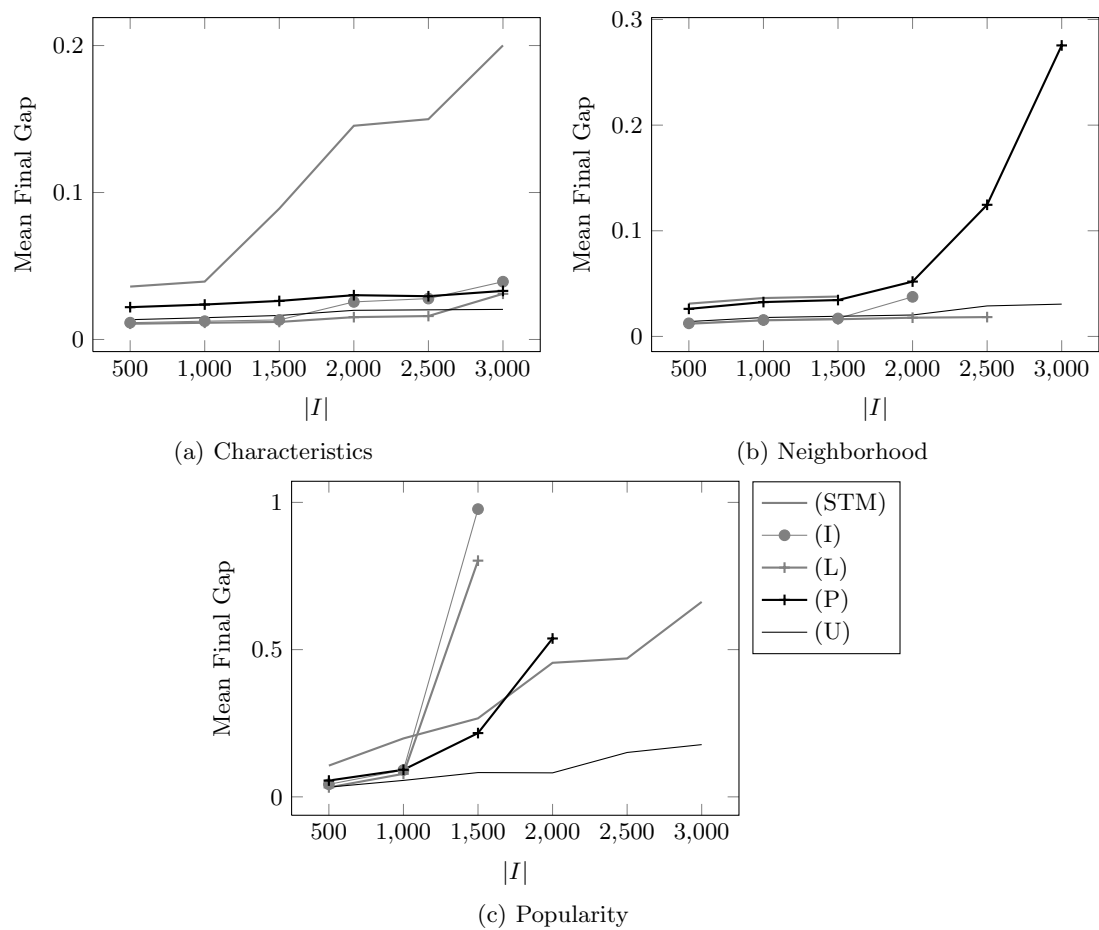 0.2
0.1
0
Mean Final Gap
500 1,000 1,500 2,000 2,500 3,000
|I|
(a) Characteristics
0.3
0.2
0.1
0
Mean Final Gap
500 1,000 1,500 2,000 2,500 3,000
|I|
(b) Neighborhood
1
0.5
0
Mean Final Gap
500 1,000 1,500 2,000 2,500 3,000
|I|
(c) Popularity
(STM)
(I)
(L)
(P)
(U)